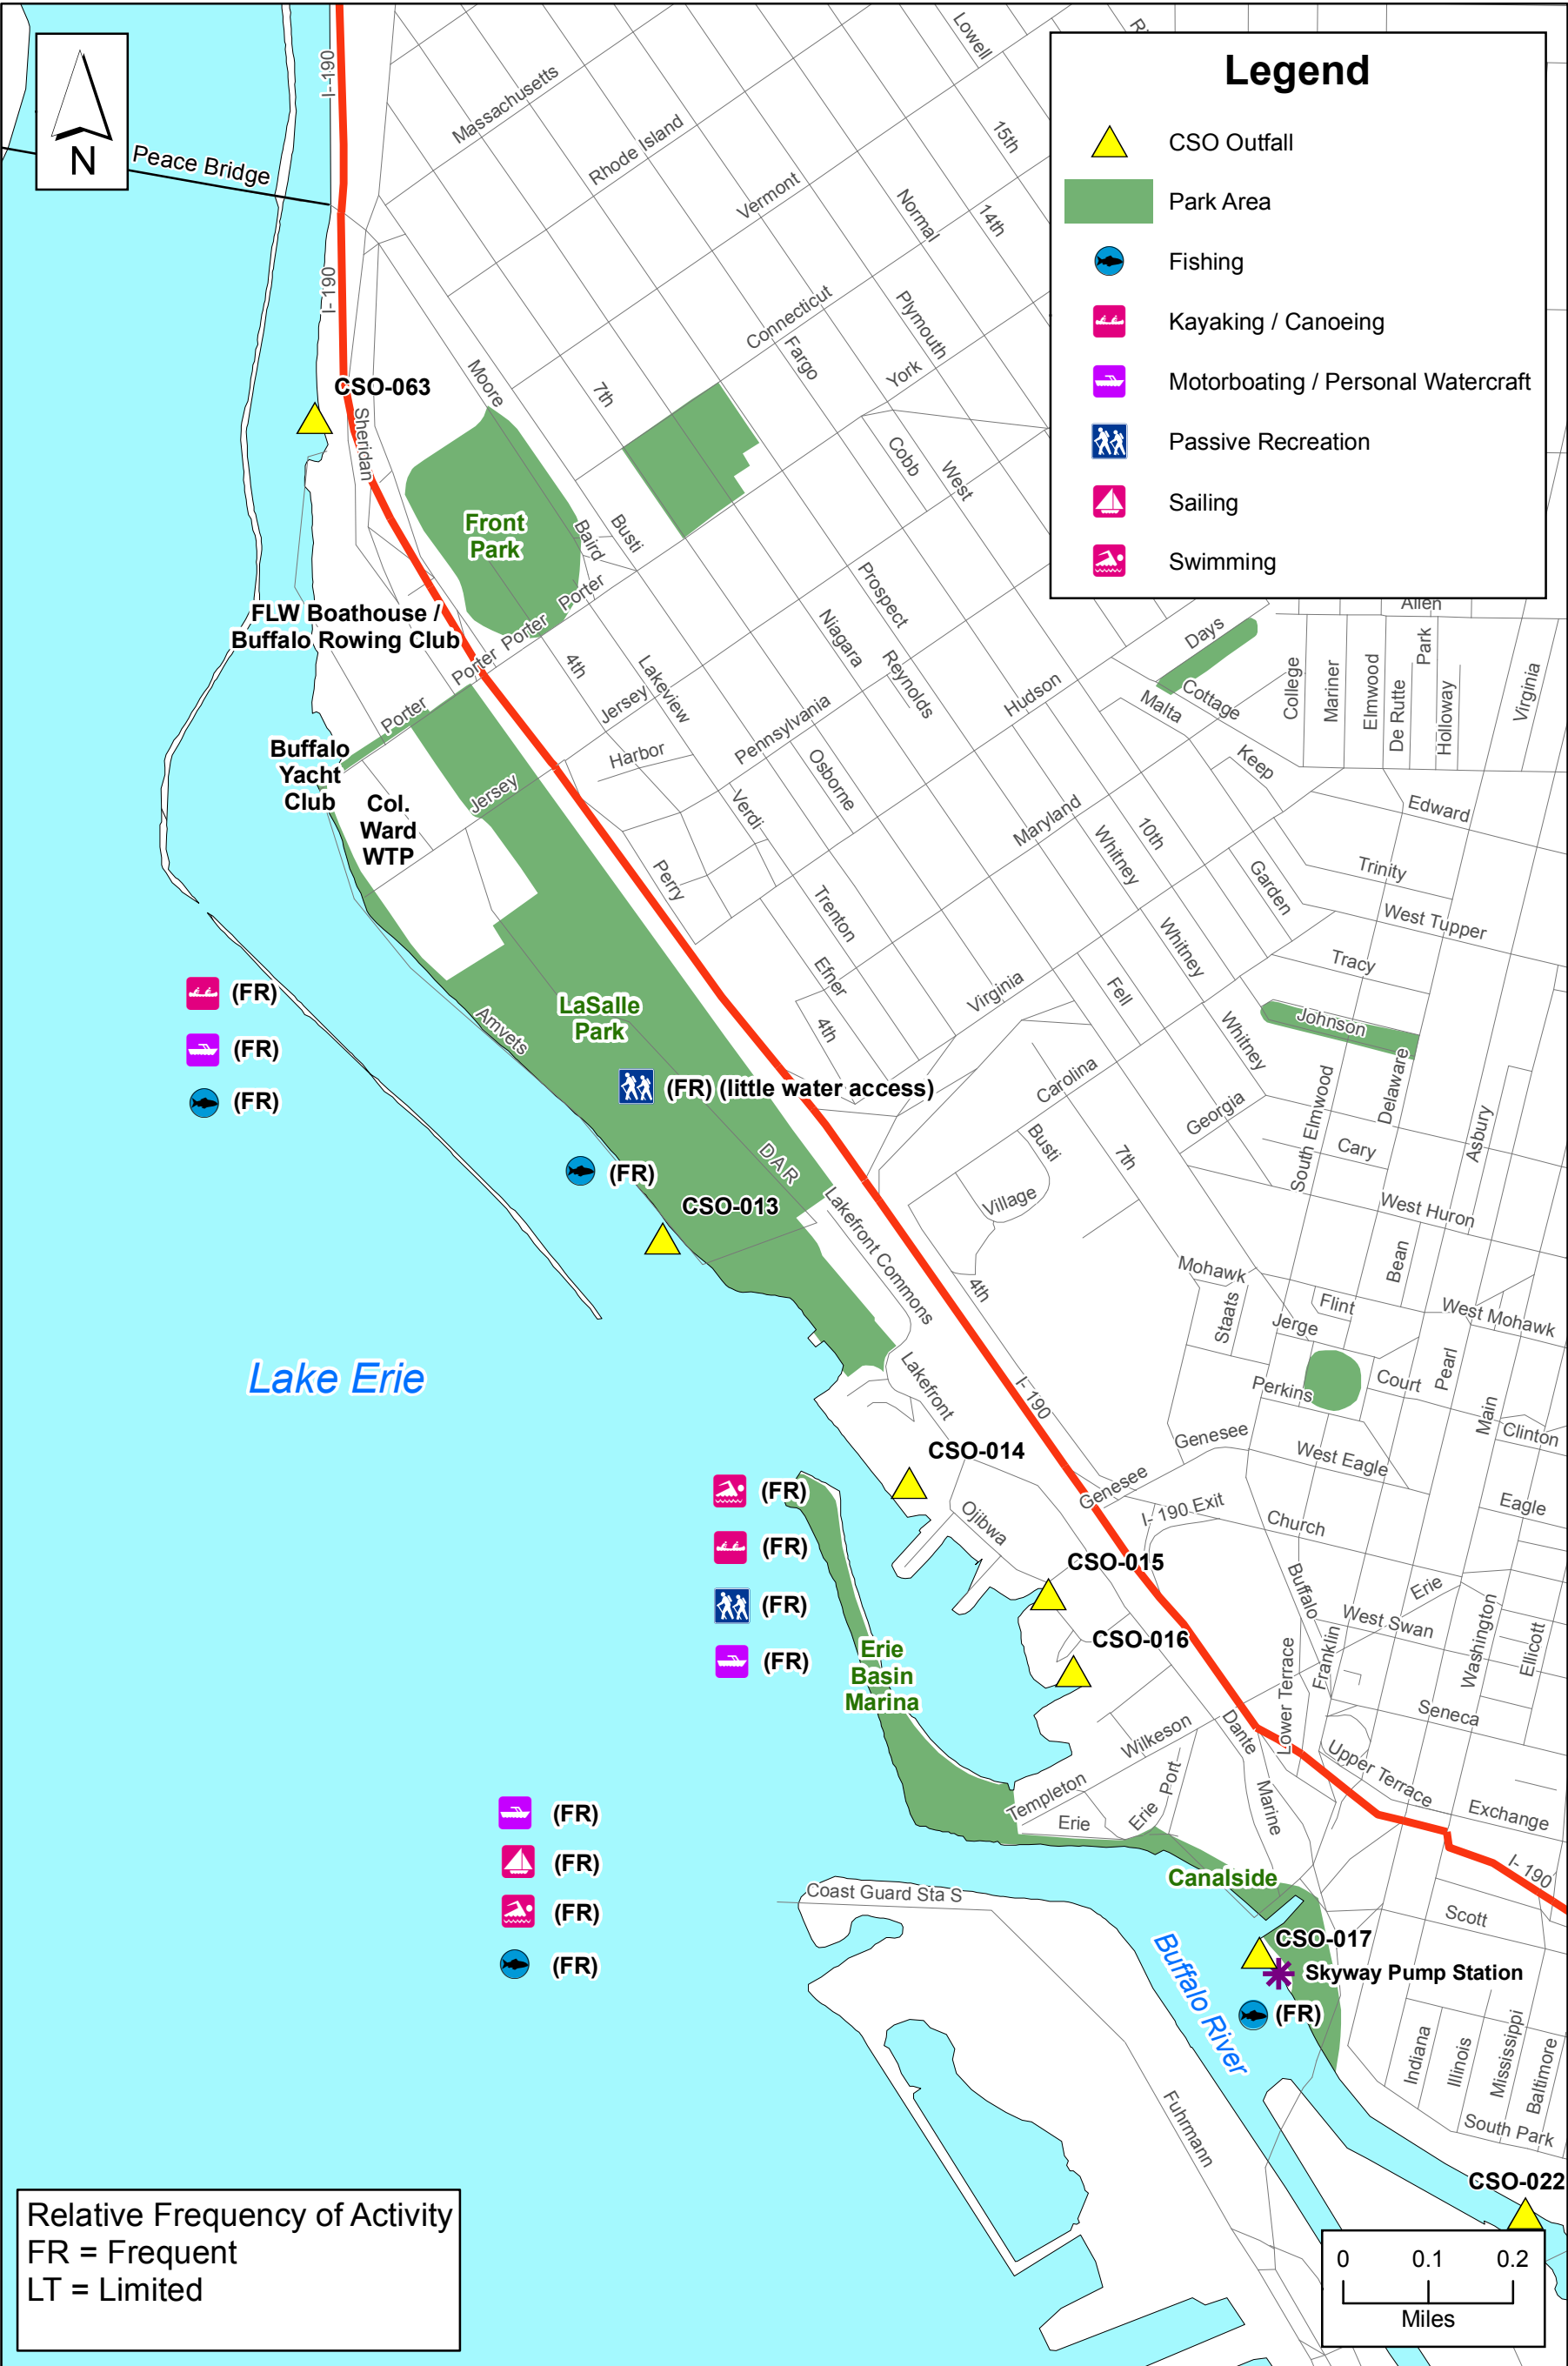 Legend
CSO Outfall
Park Area
Fishing
Kayaking / Canoeing
Motorboating / Personal Watercraft
Passive Recreation
Sailing
Swimming
N
Peace Bridge
I-190
I-190
Massachusetts
Rhode Island
Vermont
Connecticut
York
Lowell
15th
14th
Normal
Plymouth
Fargo
7th
Moore
CSO-063
Sheridan
Front
Park
Baird
Busti
Cobb
West
Prospect
Niagara
Reynolds
FLW Boathouse /
Buffalo Rowing Club
Porter
Porter
Porter
Porter
4th
Lakeview
Jersey
Harbor
Pennsylvania
Hudson
Days
Cottage
Malta
Keep
Allen
College
Mariner
Elmwood
De Rutte
Park
Holloway
Virginia
Buffalo
Yacht
Club
Col.
Ward
WTP
Jersey
Verdi
Osborne
Maryland
Whitney
10th
Garden
Edward
Trinity
West Tupper
Tracy
Perry
Trenton
Efner
4th
Virginia
Fell
Whitney
Whitney
Johnson
Delaware
South Elmwood
Asbury
(FR)
(FR)
(FR)
LaSalle
Park
Amvets
(FR) (little water access)
Carolina
Georgia
Cary
West Huron
Busti
7th
Village
DAR
(FR)
CSO-013
Lakefront Commons
4th
Mohawk
Staats
Flint
Jerge
Bean
West Mohawk
Lake Erie
Lakefront
I- 190
Perkins
Court
Pearl
Main
Clinton
Genesee
West Eagle
CSO-014
Genesee
I- 190 Exit
Church
Eagle
(FR)
(FR)
(FR)
(FR)
Ojibwa
CSO-015
Buffalo
Erie
West Swan
Washington
Ellicott
CSO-016
Erie
Basin
Marina
Lower Terrace
Franklin
Seneca
Wilkeson
Dante
Templeton
Erie
Erie
Port
Marine
Upper Terrace
Exchange
I- 190
(FR)
(FR)
(FR)
(FR)
Canalside
Coast Guard Sta S
Scott
CSO-017
Skyway Pump Station
(FR)
Buffalo River
Indiana
Illinois
Mississippi
Baltimore
South Park
Fuhrmann
CSO-022
Relative Frequency of Activity
FR = Frequent
LT = Limited
0 0.1 0.2
Miles